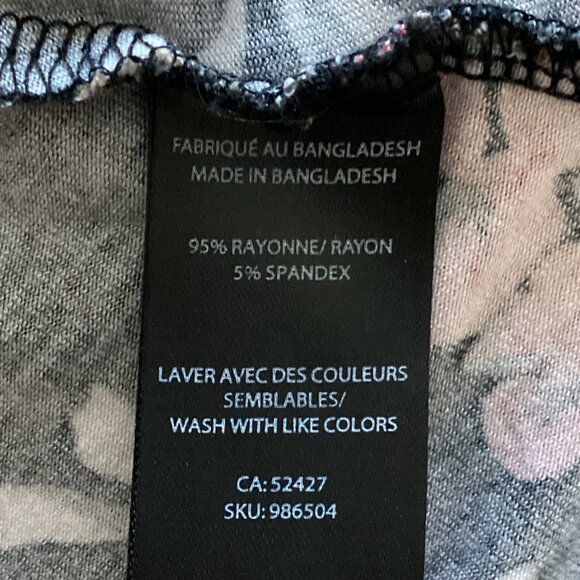 FABRIQUÉ AU BANGLADESH
MADE IN BANGLADESH
95% RAYONNE/ RAYON
5% SPANDEX
LAVER AVEC DES COULEURS
SEMBLABLES/
WASH WITH LIKE COLORS
CA: 52427
SKU: 986504